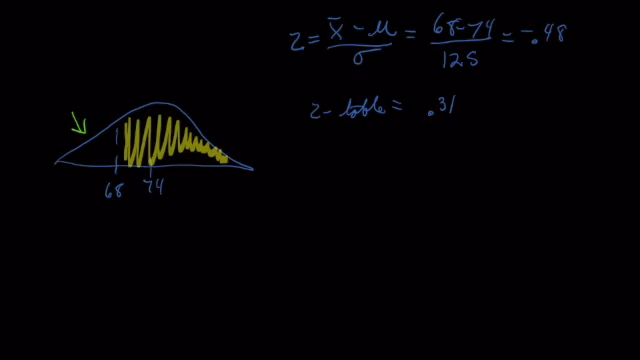 z = x̄ - μ / σ = 68-74 / 12.5 = -.48
z-table = .31
68 74